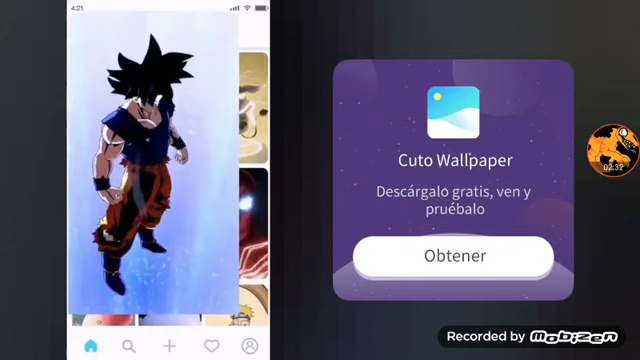 4:21
Cuto Wallpaper
Descárgalo gratis, ven y
pruébalo
Obtener
02:32
Recorded by Mobizen